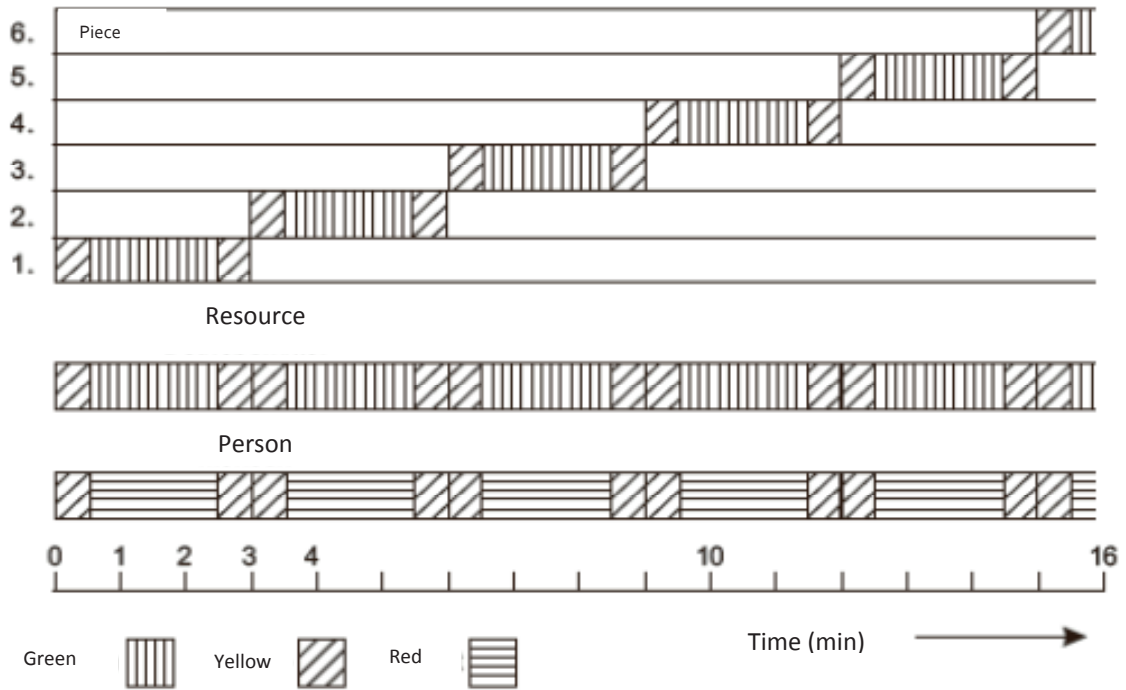 6. Piece
5.
4.
3.
2.
1.
Resource
Person
0 1 2 3 4 10 16
Time (min)
Green Yellow Red